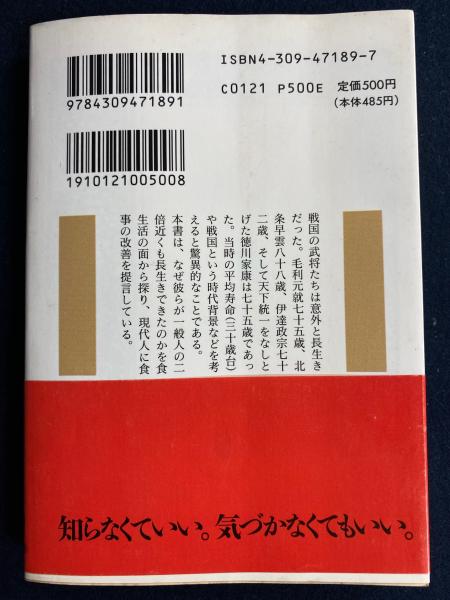 ISBN4-309-47189-7
9784309471891
C0121 P500E 定価500円
(本体485円)
1910121005008
戦国の武将たちは意外と長生き
だった。毛利元就七十五歳、北
条早雲八十八歳、伊達政宗七十
二歳、そして天下統一をなしと
げた徳川家康は七十五歳であっ
た。当時の平均寿命(三十歳台)
や戦国という時代背景などを考
えると驚異的なことである。
本書は、なぜ彼らが一般人の二
倍近くも長生きできたのかを食
生活の面から探り、現代人に食
事の改善を提言している。
知らなくていい。気づかなくてもいい。